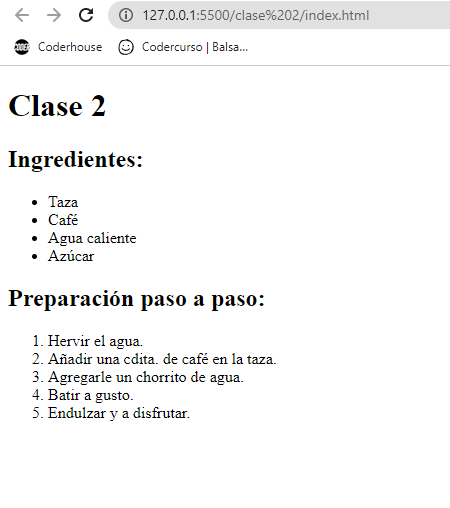 127.0.0.1:5500/clase%202/index.html
CODER Coderhouse Codercurso | Balsa...
Clase 2
Ingredientes:
• Taza
• Café
• Agua caliente
• Azúcar
Preparación paso a paso:
1. Hervir el agua.
2. Añadir una cdita. de café en la taza.
3. Agregarle un chorrito de agua.
4. Batir a gusto.
5. Endulzar y a disfrutar.